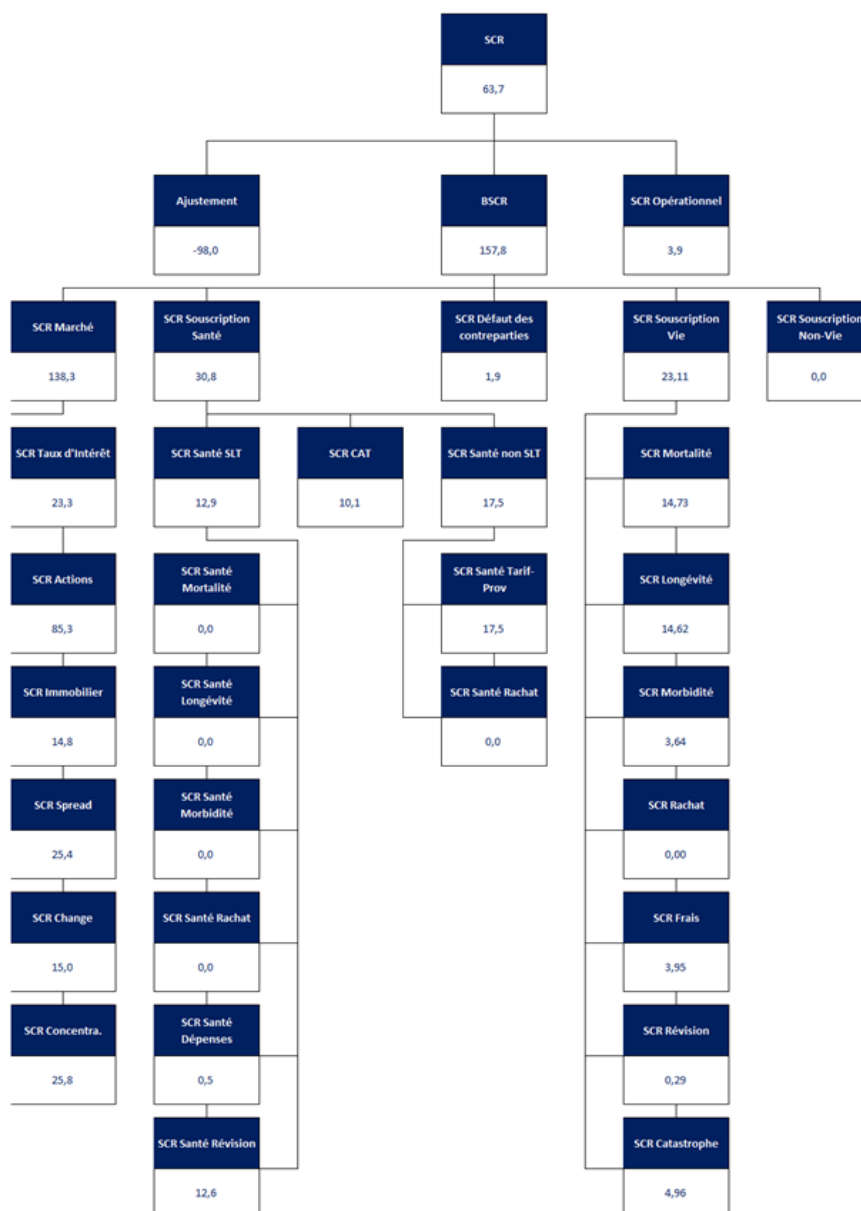 SCR
63,7
Ajustement
-98,0
BSCR
157,8
SCR Opérationnel
3,9
SCR Marché
138,3
SCR Souscription
Santé
30,8
SCR Défaut des
contreparties
1,9
SCR Souscription
Vie
23,11
SCR Souscription
Non-Vie
0,0
SCR Taux d'Intérêt
23,3
SCR Santé SLT
12,9
SCR CAT
10,1
SCR Santé non SLT
17,5
SCR Mortalité
14,73
SCR Actions
85,3
SCR Santé
Mortalité
0,0
SCR Santé Tarif-
Prov
17,5
SCR Longévité
14,62
SCR Immobilier
14,8
SCR Santé
Longévité
0,0
SCR Santé Rachat
0,0
SCR Morbidité
3,64
SCR Spread
25,4
SCR Santé
Morbidité
0,0
SCR Rachat
0,00
SCR Change
15,0
SCR Santé Rachat
0,0
SCR Frais
3,95
SCR Concentra.
25,8
SCR Santé
Dépenses
0,5
SCR Révision
0,29
SCR Santé Révision
12,6
SCR Catastrophe
4,96